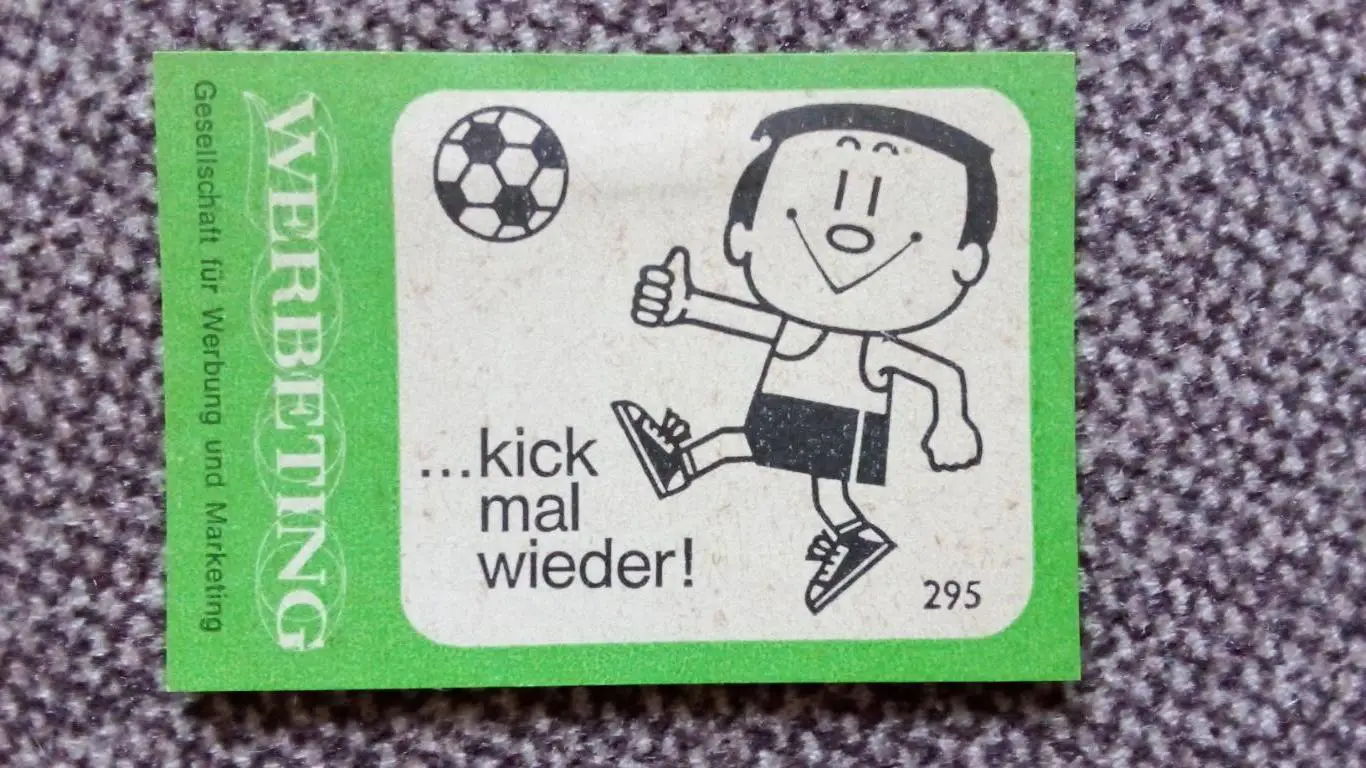 Gesellschaft für Werbung und Marketing
WERBETING
...kick
mal
wieder!
295